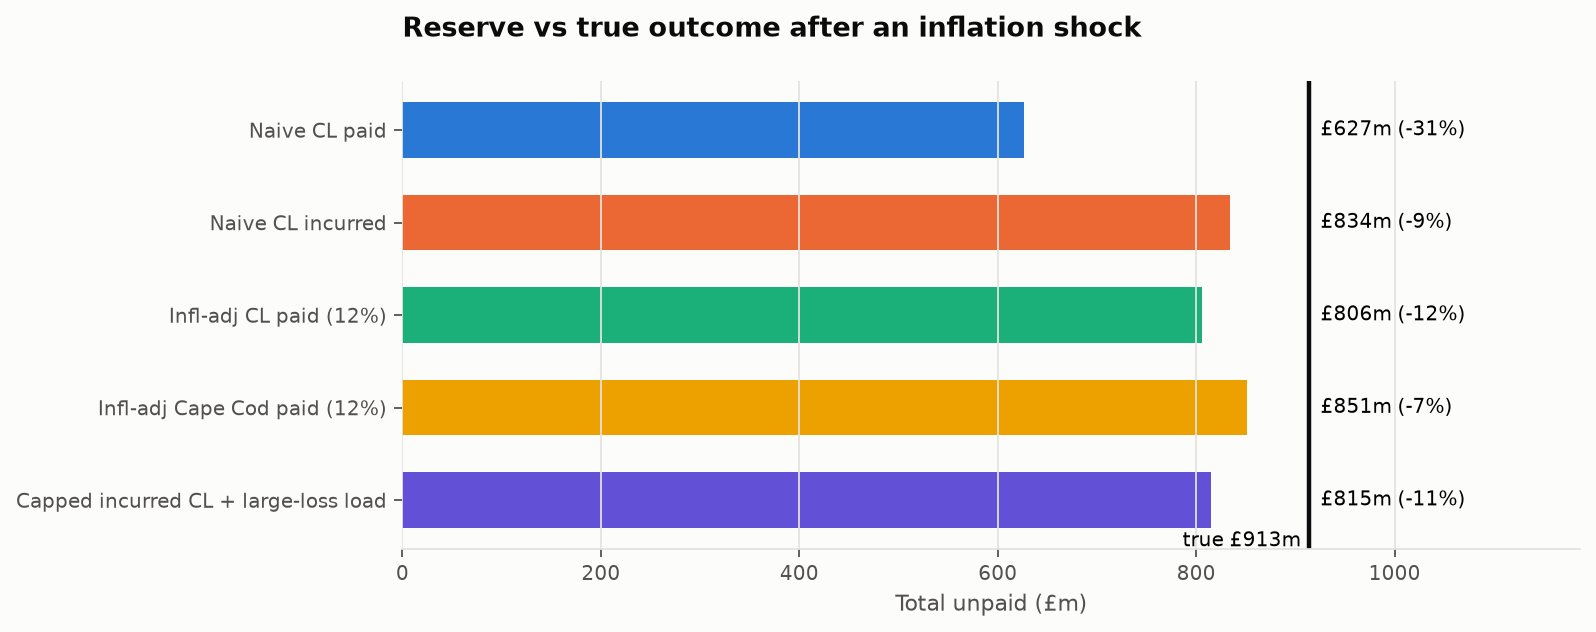 Reserve vs true outcome after an inflation shock
Naive CL paid
£627m (-31%)
Naive CL incurred
£834m (-9%)
Infl-adj CL paid (12%)
£806m (-12%)
Infl-adj Cape Cod paid (12%)
£851m (-7%)
Capped incurred CL + large-loss load
£815m (-11%)
true £913m
0 200 400 600 800 1000
Total unpaid (£m)